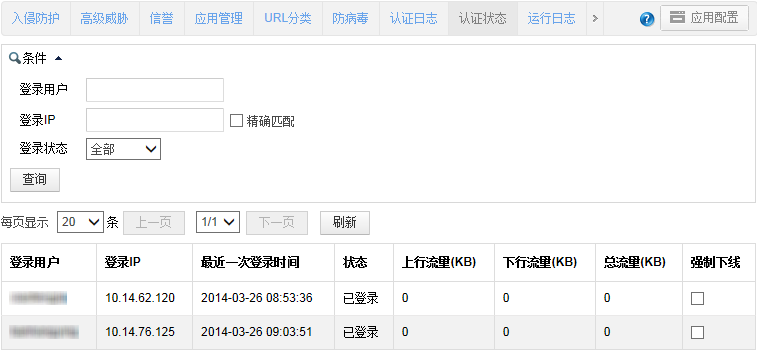 入侵防护 高级威胁 信誉 应用管理 URL分类 防病毒 认证日志 认证状态 运行日志 > ? 应用配置
条件
登录用户
登录IP 精确匹配
登录状态 全部
查询
每页显示 20 条 上一页 1/1 下一页 刷新
登录用户 登录IP 最近一次登录时间 状态 上行流量(KB) 下行流量(KB) 总流量(KB) 强制下线
10.14.62.120 2014-03-26 08:53:36 已登录 0 0 0
10.14.76.125 2014-03-26 09:03:51 已登录 0 0 0